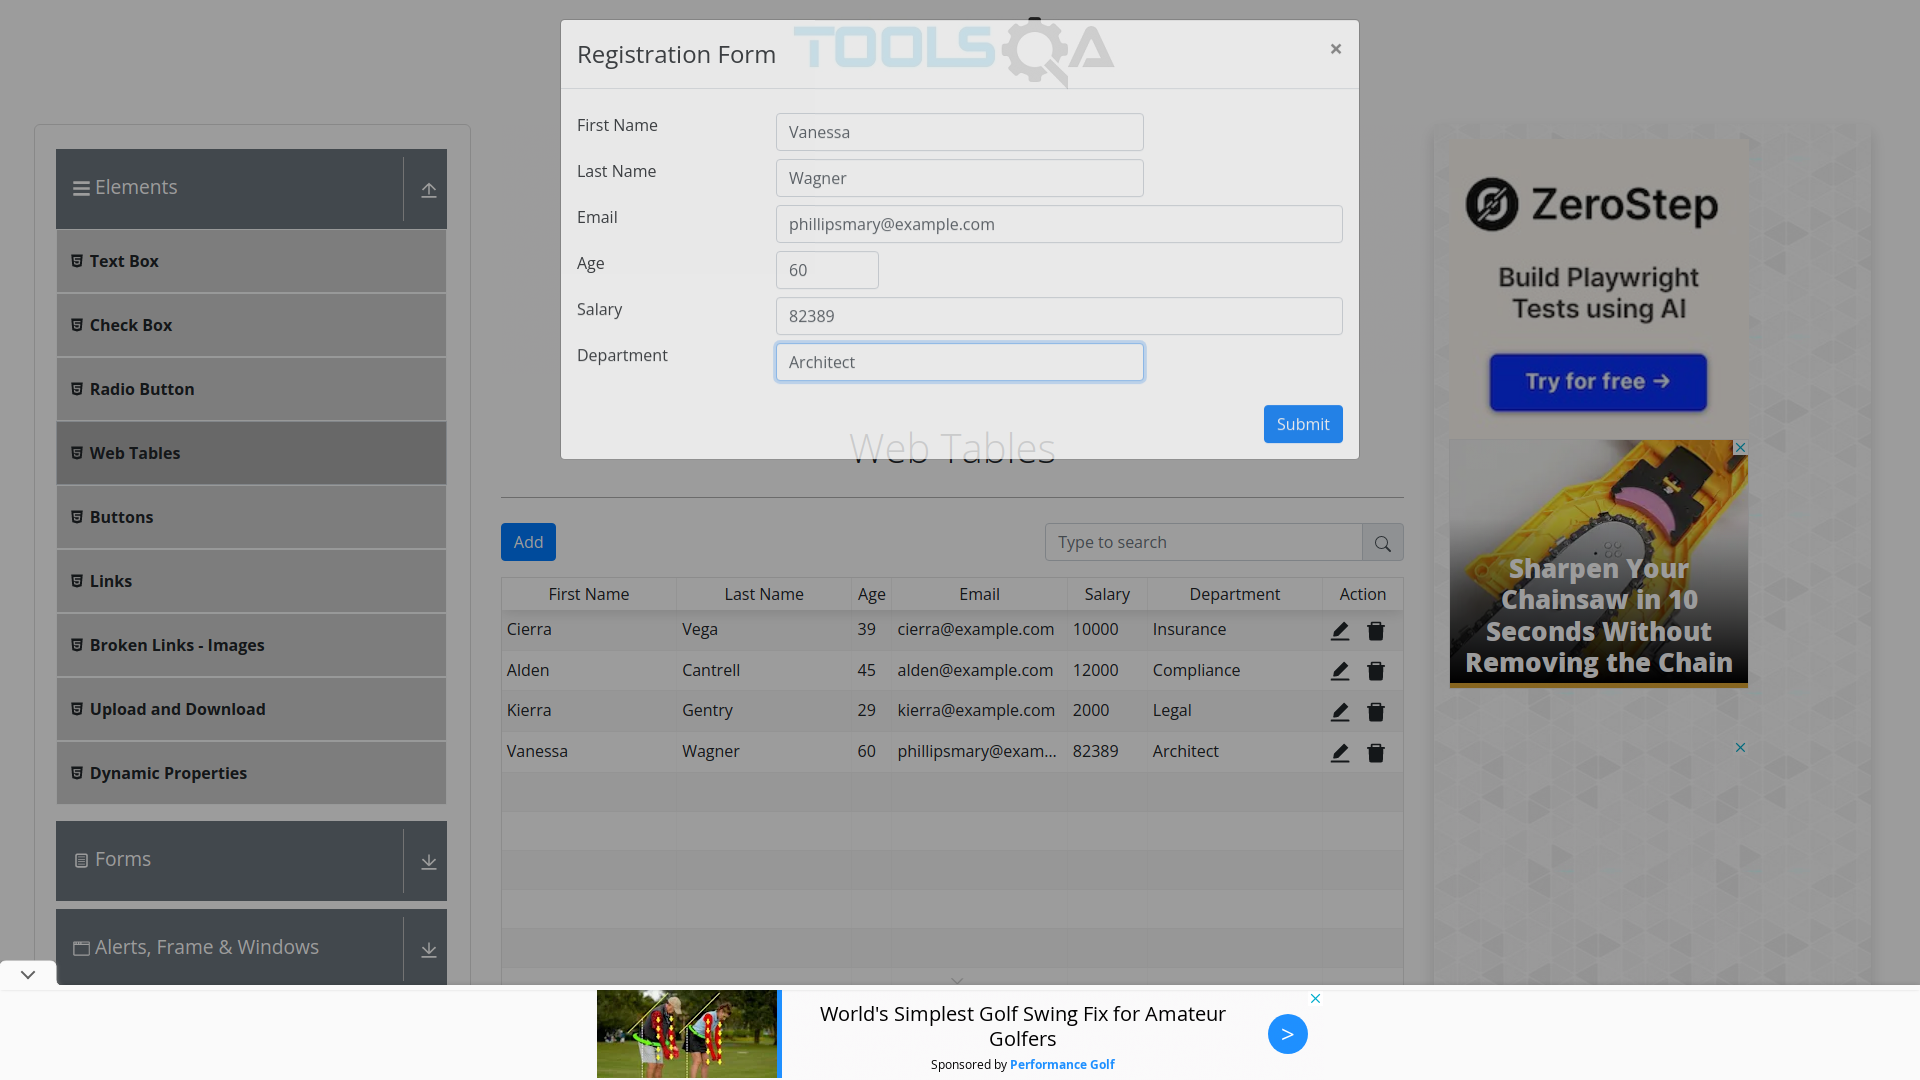 TOOLSQA
Registration Form
×
First Name
Vanessa
Last Name
Wagner
Email
phillipsmary@example.com
Age
60
Salary
82389
Department
Architect
Submit
Elements
Text Box
Check Box
Radio Button
Web Tables
Buttons
Links
Broken Links - Images
Upload and Download
Dynamic Properties
Forms
Alerts, Frame & Windows
Web Tables
Add
Type to search
First Name Last Name Age Email Salary Department Action
Cierra Vega 39 cierra@example.com 10000 Insurance
Alden Cantrell 45 alden@example.com 12000 Compliance
Kierra Gentry 29 kierra@example.com 2000 Legal
Vanessa Wagner 60 phillipsmary@exam... 82389 Architect
ZeroStep
Build Playwright
Tests using AI
Try for free →
Sharpen Your
Chainsaw in 10
Seconds Without
Removing the Chain
World's Simplest Golf Swing Fix for Amateur
Golfers
Sponsored by Performance Golf
>